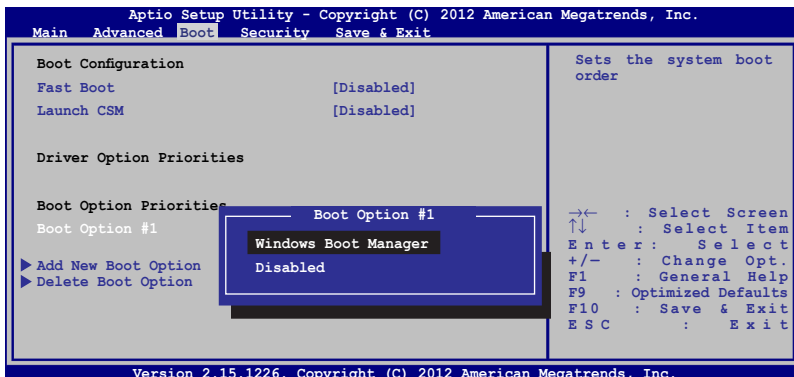 Aptio Setup Utility - Copyright (C) 2012 American Megatrends, Inc.
Main Advanced Boot Security Save & Exit
Boot Configuration
Fast Boot [Disabled]
Launch CSM [Disabled]
Driver Option Priorities
Boot Option Priorities
Boot Option #1
Add New Boot Option
Delete Boot Option
Boot Option #1
Windows Boot Manager
Disabled
Sets the system boot
order
→← : Select Screen
↑↓ : Select Item
Enter: Select
+/— : Change Opt.
F1 : General Help
F9 : Optimized Defaults
F10 : Save & Exit
ESC : Exit
Version 2.15.1226. Copyright (C) 2012 American Megatrends, Inc.